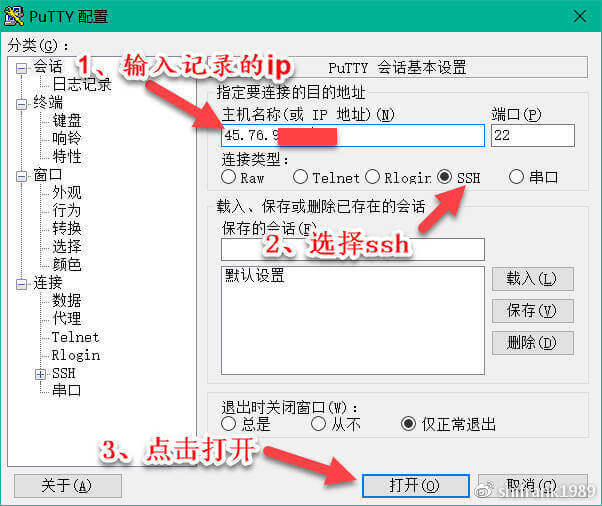 PuTTY 配置
分类(G)：
会话
日志记录
终端
键盘
响铃
特性
窗口
外观
行为
转换
选择
颜色
连接
数据
代理
Telnet
Rlogin
SSH
串口
1、输入记录的ip
PuTTY 会话基本设置
指定要连接的目的地址
主机名称(或 IP 地址)(N)
端口(P)
45.76.9
22
连接类型：
Raw Telnet Rlogin SSH 串口
载入、保存或删除已存在的会话
保存的会话(E)
2、选择ssh
默认设置
载入(L)
保存(V)
删除(D)
退出时关闭窗口(W)：
总是 从不 仅正常退出
3、点击打开
关于(A)
打开(O)
取消(C)